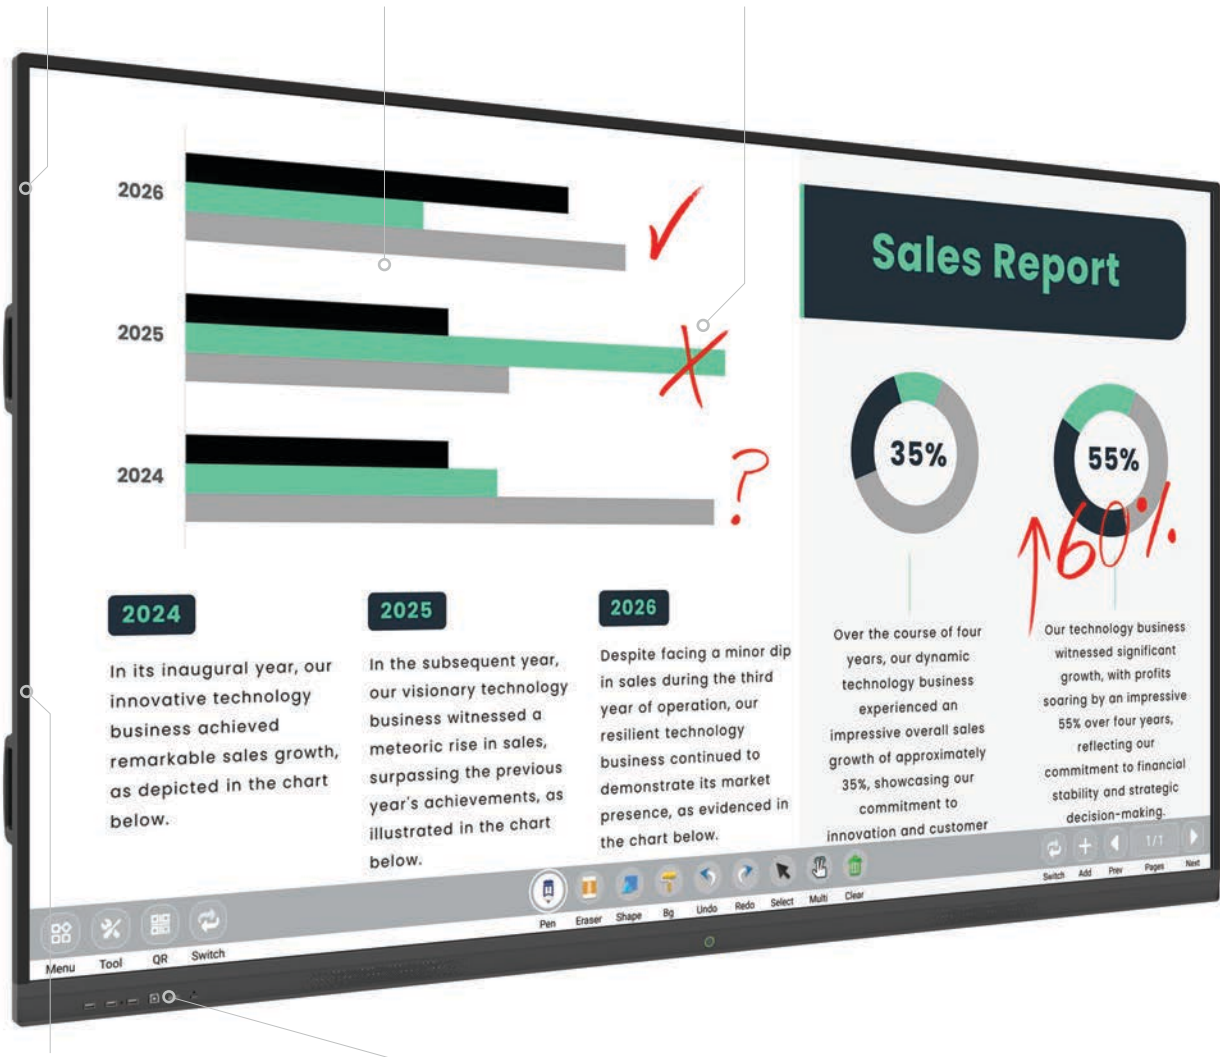 2026
2025
2024
Sales Report
35%
55%
↑60%
?
2024
In its inaugural year, our
innovative technology
business achieved
remarkable sales growth,
as depicted in the chart
below.
2025
In the subsequent year,
our visionary technology
business witnessed a
meteoric rise in sales,
surpassing the previous
year's achievements, as
illustrated in the chart
below.
2026
Despite facing a minor dip
in sales during the third
year of operation, our
resilient technology
business continued to
demonstrate its market
presence, as evidenced in
the chart below.
Over the course of four
years, our dynamic
technology business
experienced an
impressive overall sales
growth of approximately
35%, showcasing our
commitment to
innovation and customer
Our technology business
witnessed significant
growth, with profits
soaring by an impressive
55% over four years,
reflecting our
commitment to financial
stability and strategic
decision-making.
Menu Tool QR Switch
Pen Eraser Shape Bg Undo Redo Select Multi Clear
1/1
Switch Add Prev Pages Next